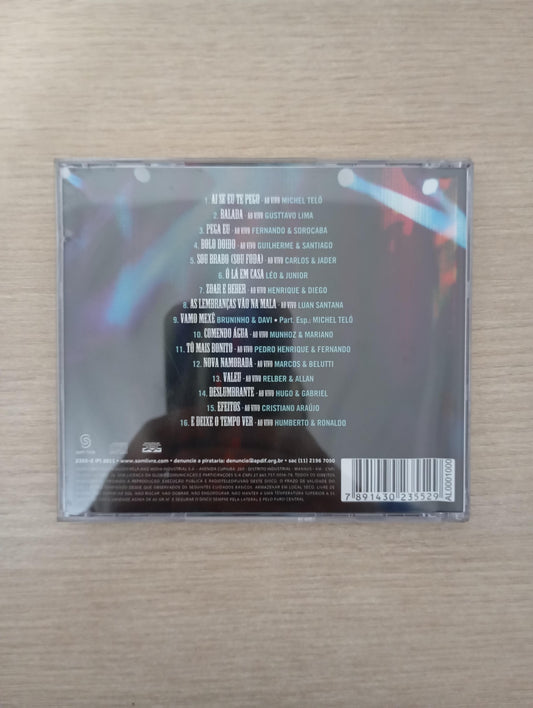 1. AI SE EU TE PEGO - AO VIVO MICHEL TELÓ
2. BALADA - AO VIVO GUSTTAVO LIMA
3. PEGA EU - AO VIVO FERNANDO & SOROCABA
4. BOLO DOIDO - AO VIVO GUILHERME & SANTIAGO
5. SOU BRABO (SOU FODA) - AO VIVO CARLOS & JADER
6. Ó LÁ EM CASA LÉO & JUNIOR
7. ZUAR E BEBER - AO VIVO HENRIQUE & DIEGO
8. AS LEMBRANÇAS VÃO NA MALA - AO VIVO LUAN SANTANA
9. VAMO MEXÊ BRUNINHO & DAVI • Part. Esp.: MICHEL TELÓ
10. COMENDO ÁGUA - AO VIVO MUNHOZ & MARIANO
11. TÔ MAIS BONITO - AO VIVO PEDRO HENRIQUE & FERNANDO
12. NOVA NAMORADA - AO VIVO MARCOS & BELUTTI
13. VALEU - AO VIVO RELBER & ALLAN
14. DESLUMBRANTE - AO VIVO HUGO & GABRIEL
15. EFEITOS - AO VIVO CRISTIANO ARAÚJO
16. E DEIXE O TEMPO VER - AO VIVO HUMBERTO & RONALDO
www.somlivre.com • denuncie a pirataria: denuncia@apdif.org.br • sac (11) 2196 7090
7 891430 235529
AL0001000